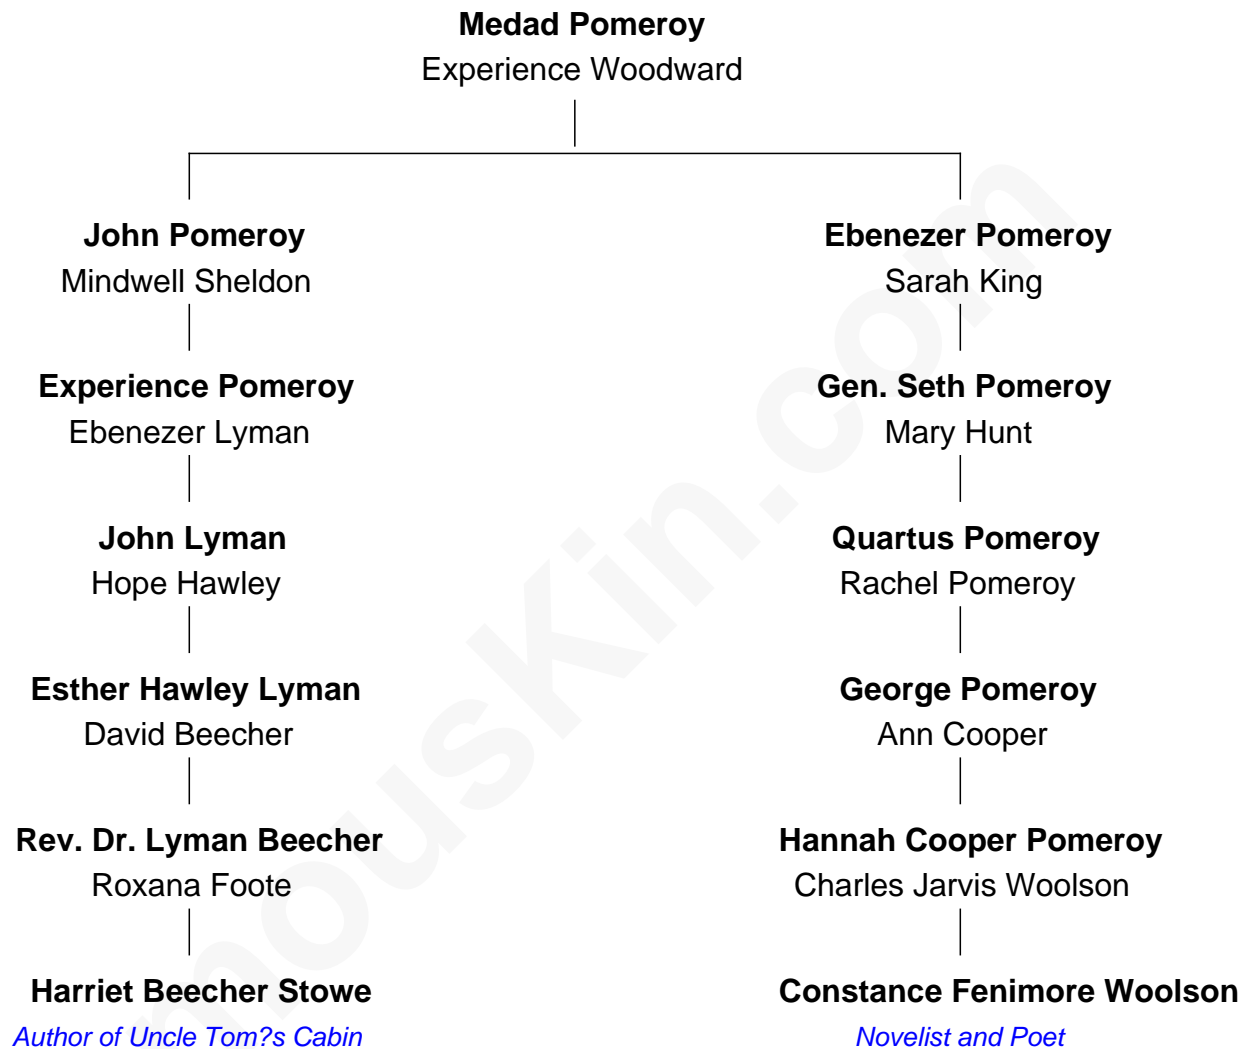 Medad Pomeroy
Experience Woodward
John Pomeroy
Mindwell Sheldon
Ebenezer Pomeroy
Sarah King
Experience Pomeroy
Ebenezer Lyman
Gen. Seth Pomeroy
Mary Hunt
John Lyman
Hope Hawley
Quartus Pomeroy
Rachel Pomeroy
Esther Hawley Lyman
David Beecher
George Pomeroy
Ann Cooper
Rev. Dr. Lyman Beecher
Roxana Foote
Hannah Cooper Pomeroy
Charles Jarvis Woolson
Harriet Beecher Stowe
Author of Uncle Tom?s Cabin
Constance Fenimore Woolson
Novelist and Poet
mousKin.com